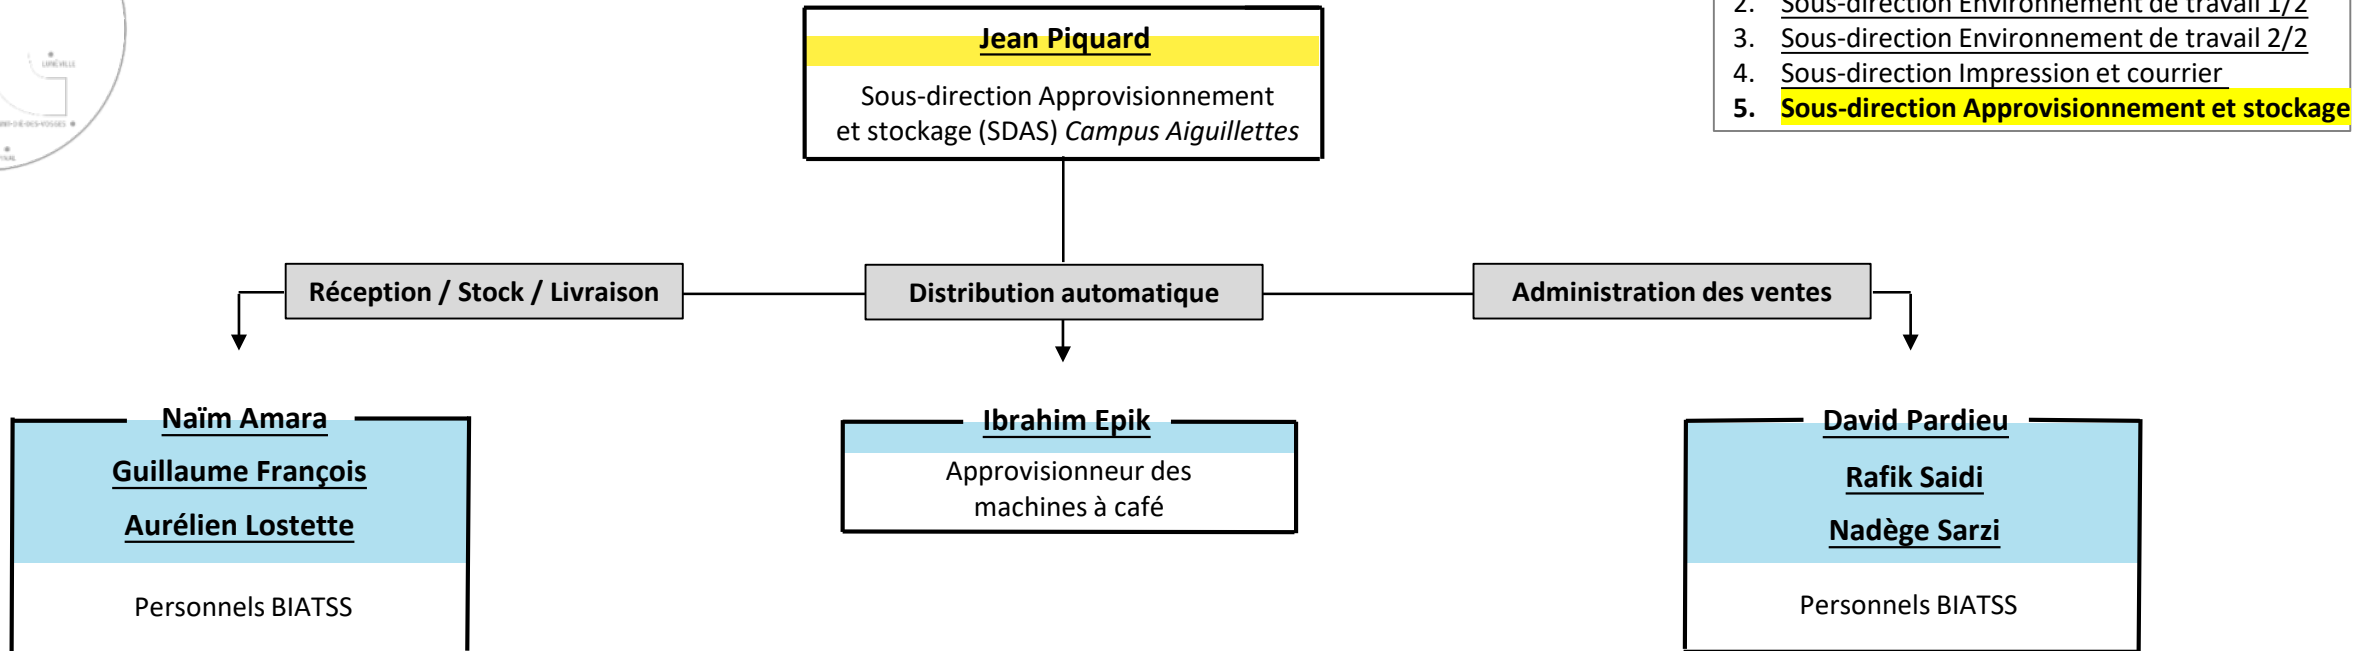 Jean Piquard
Sous-direction Approvisionnement
et stockage (SDAS) Campus Aiguillettes
2. Sous-direction Environnement de travail 1/2
3. Sous-direction Environnement de travail 2/2
4. Sous-direction Impression et courrier
5. Sous-direction Approvisionnement et stockage
LUNÉVILLE
Réception / Stock / Livraison
Distribution automatique
Administration des ventes
Naïm Amara
Guillaume François
Aurélien Lostette
Personnels BIATSS
Ibrahim Epik
Approvisionneur des
machines à café
David Pardieu
Rafik Saidi
Nadège Sarzi
Personnels BIATSS